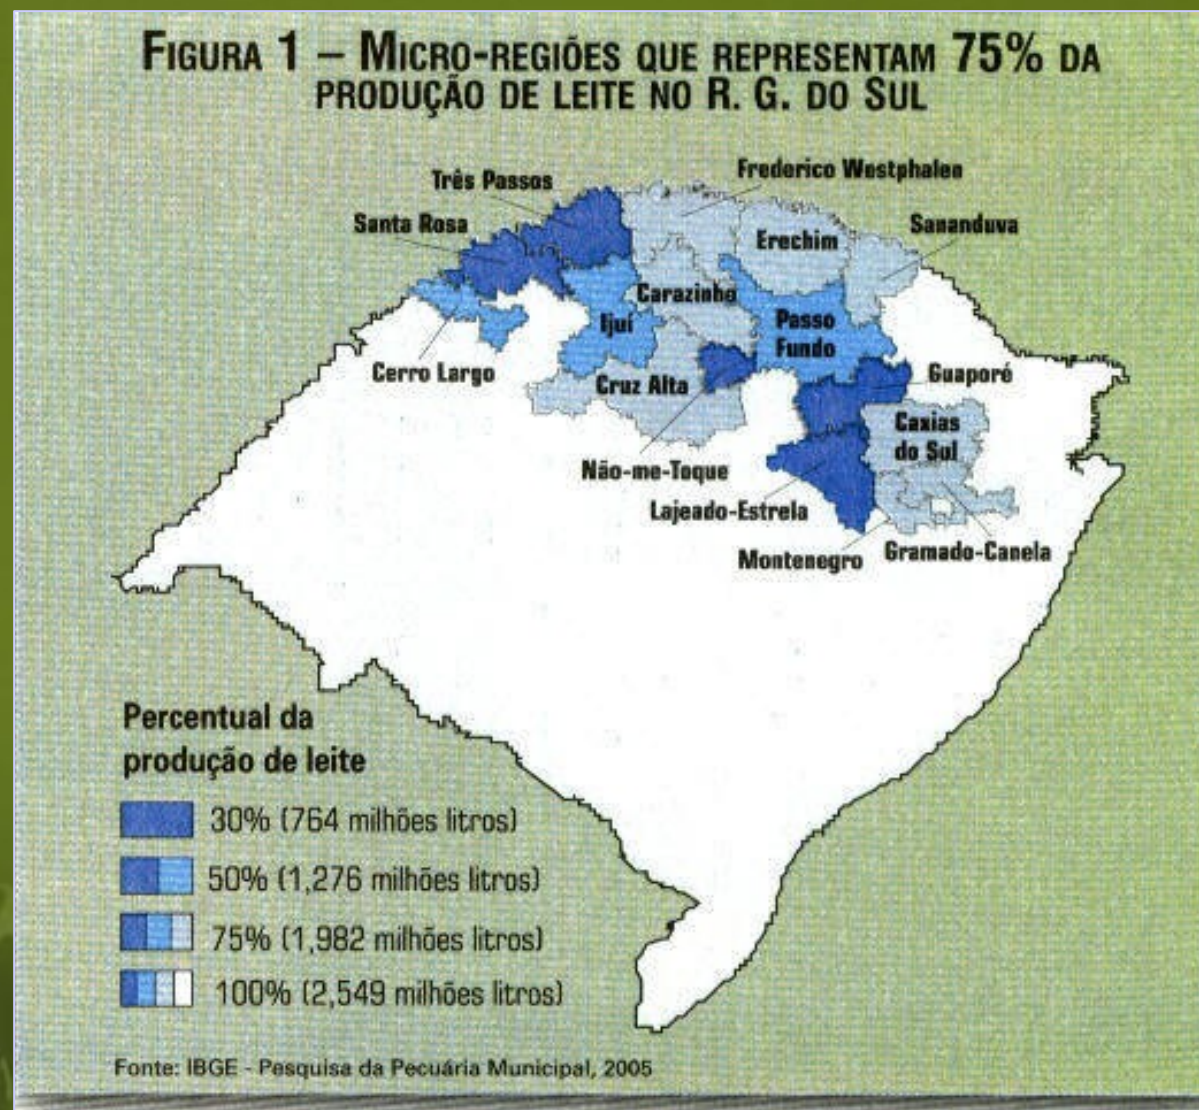 FIGURA 1 – MICRO-REGIÕES QUE REPRESENTAM 75% DA
PRODUÇÃO DE LEITE NO R. G. DO SUL
Três Passos
Frederico Westphalen
Santa Rosa
Erechim
Sananduva
Carazinho
Ijuí
Passo
Fundo
Cerro Largo
Cruz Alta
Guaporé
Caxias
do Sul
Não-me-Toque
Lajeado-Estrela
Montenegro
Gramado-Canela
Percentual da
produção de leite
30% (764 milhões litros)
50% (1,276 milhões litros)
75% (1,982 milhões litros)
100% (2,549 milhões litros)
Fonte: IBGE - Pesquisa da Pecuária Municipal, 2005